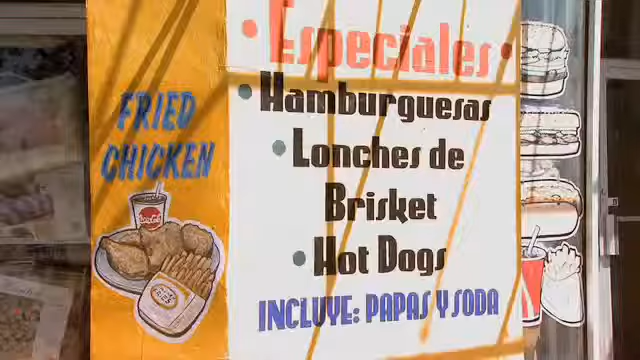 • Especiales •
• Hamburguesas
• Lonches de
Brisket
• Hot Dogs
INCLUYE: PAPAS Y SODA
FRIED
CHICKEN